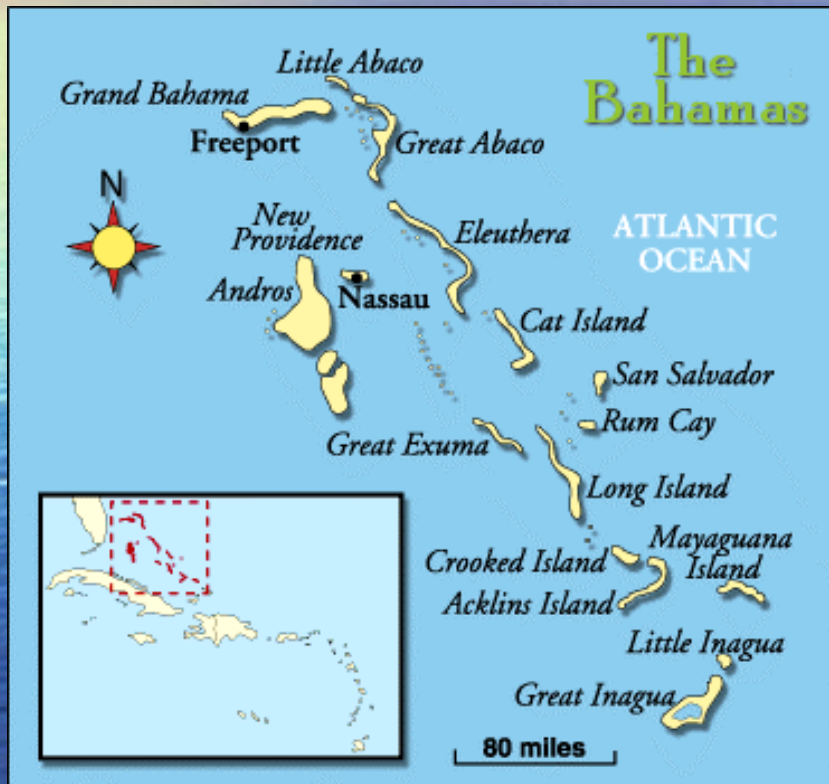 The
Bahamas
Little Abaco
Grand Bahama
Freeport
Great Abaco
N
New
Providence
Eleuthera
ATLANTIC
OCEAN
Andros
Nassau
Cat Island
San Salvador
Rum Cay
Great Exuma
Long Island
Crooked Island
Mayaguana
Island
Acklins Island
Little Inagua
Great Inagua
80 miles